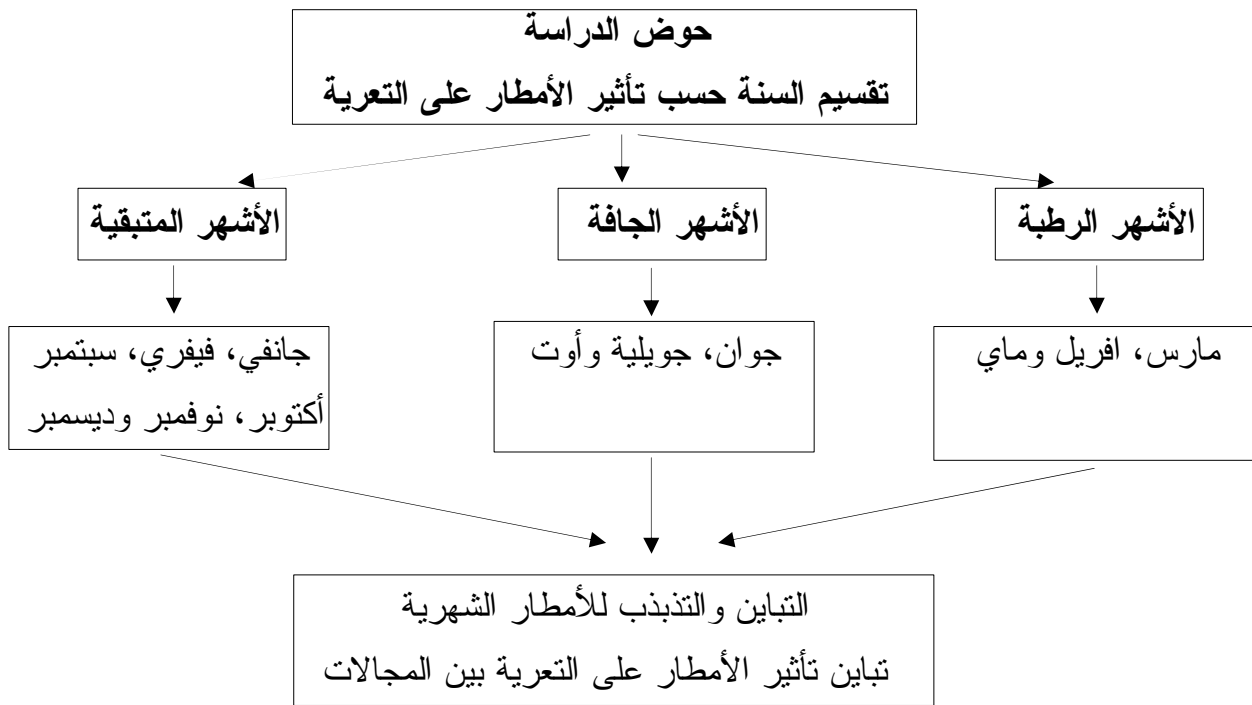 حوض الدراسة
تقسيم السنة حسب تأثير الأمطار على التعرية
الأشهر الرطبة
الأشهر الجافة
الأشهر المتبقية
مارس، افريل وماي
جوان، جويلية وأوت
جانفي، فيفري، سبتمبر
أكتوبر، نوفمبر وديسمبر
التباين والتذبذب للأمطار الشهرية
تباين تأثير الأمطار على التعرية بين المجالات